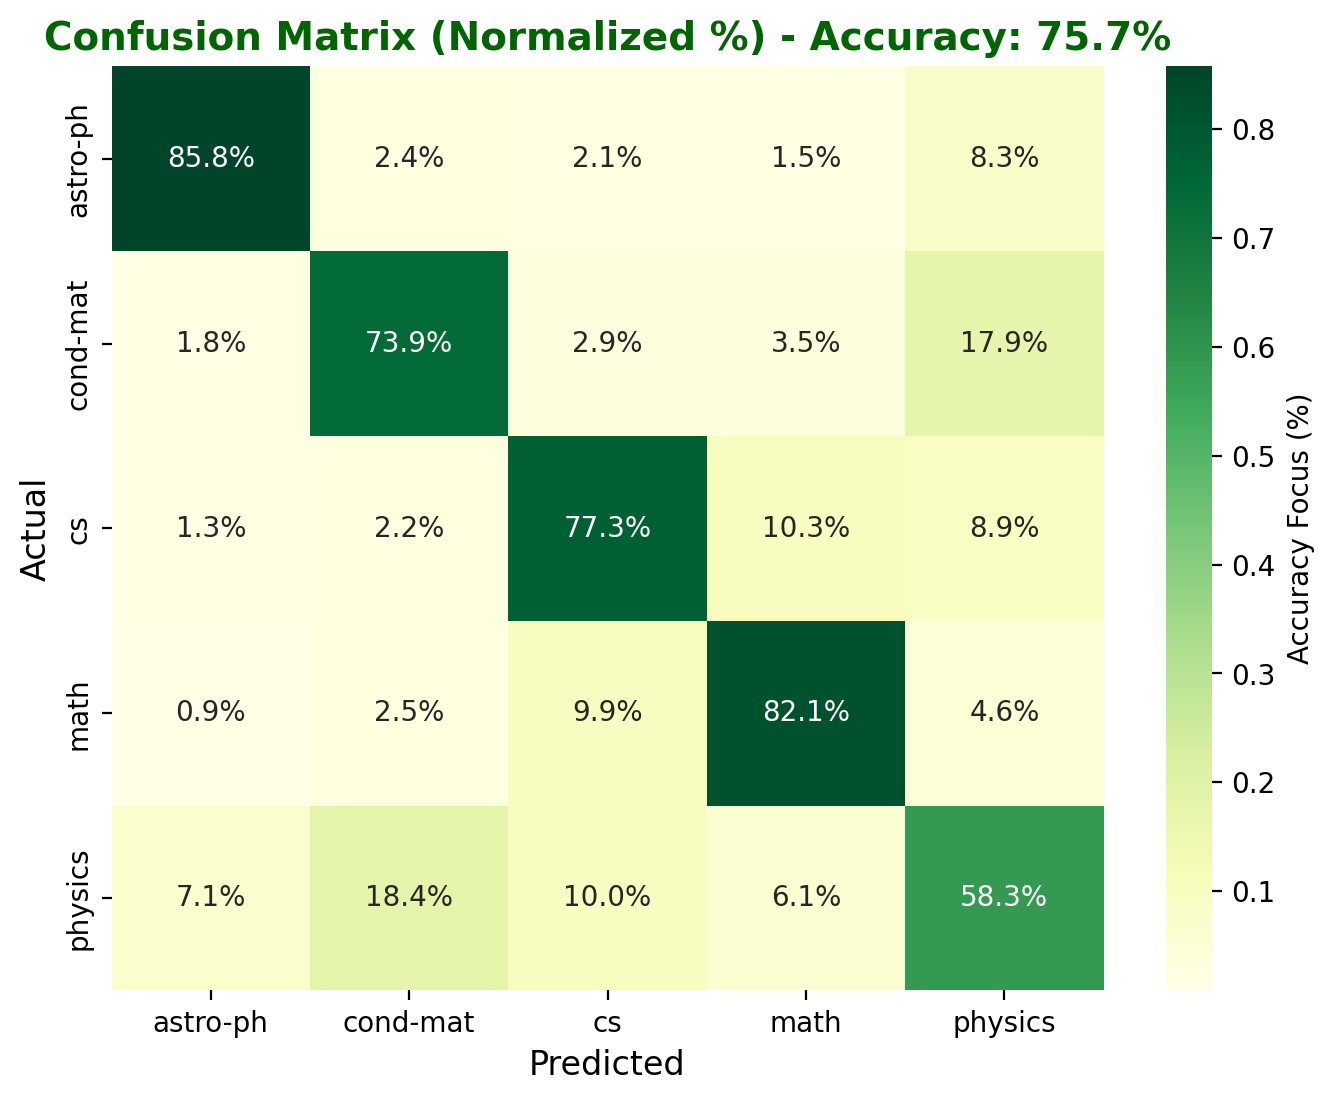 Confusion Matrix (Normalized %) - Accuracy: 75.7%
astro-ph 85.8% 2.4% 2.1% 1.5% 8.3%
cond-mat 1.8% 73.9% 2.9% 3.5% 17.9%
cs 1.3% 2.2% 77.3% 10.3% 8.9%
math 0.9% 2.5% 9.9% 82.1% 4.6%
physics 7.1% 18.4% 10.0% 6.1% 58.3%
astro-ph cond-mat cs math physics
Predicted
Actual
0.8
0.7
0.6
0.5
0.4
0.3
0.2
0.1
Accuracy Focus (%)